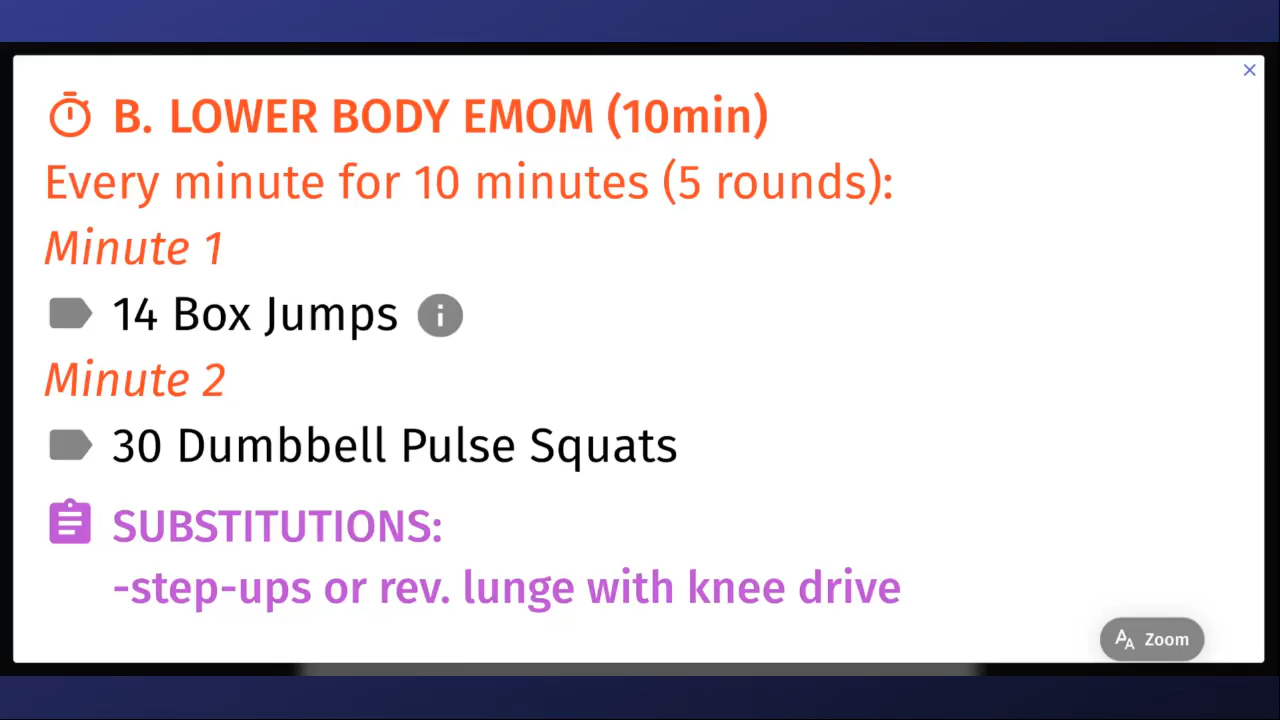 B. LOWER BODY EMOM (10min)
Every minute for 10 minutes (5 rounds):
Minute 1
14 Box Jumps
Minute 2
30 Dumbbell Pulse Squats
SUBSTITUTIONS:
-step-ups or rev. lunge with knee drive
Zoom